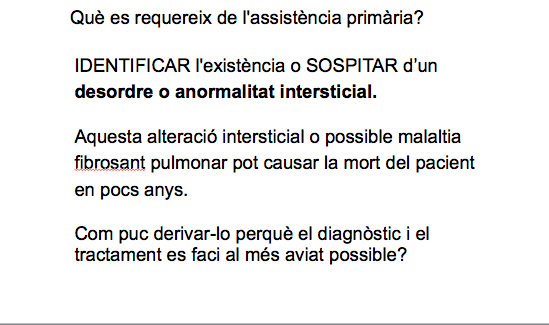 Què es requereix de l'assistència primària?
IDENTIFICAR l'existència o SOSPITAR d’un
desordre o anormalitat intersticial.
Aquesta alteració intersticial o possible malaltia
fibrosant pulmonar pot causar la mort del pacient
en pocs anys.
Com puc derivar-lo perquè el diagnòstic i el
tractament es faci al més aviat possible?